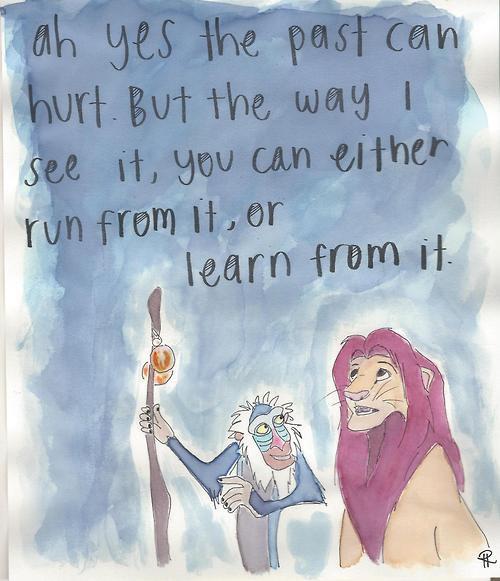 ah yes the past can
hurt. But the way I
see it, you can either
run from it, or
learn from it.